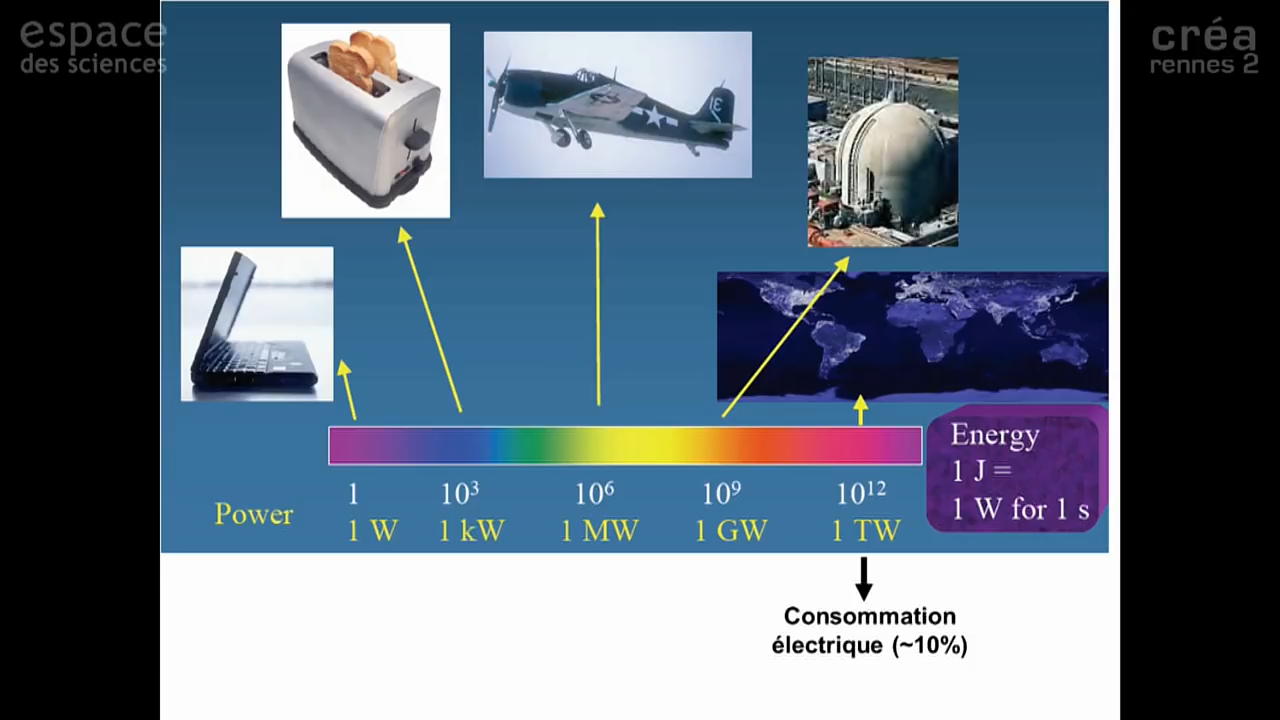 espace
des sciences
créa
rennes 2
Energy
1 J =
1 W for 1 s
1 10³ 10⁶ 10⁹ 10¹²
Power 1 W 1 kW 1 MW 1 GW 1 TW
Consommation
électrique (~10%)